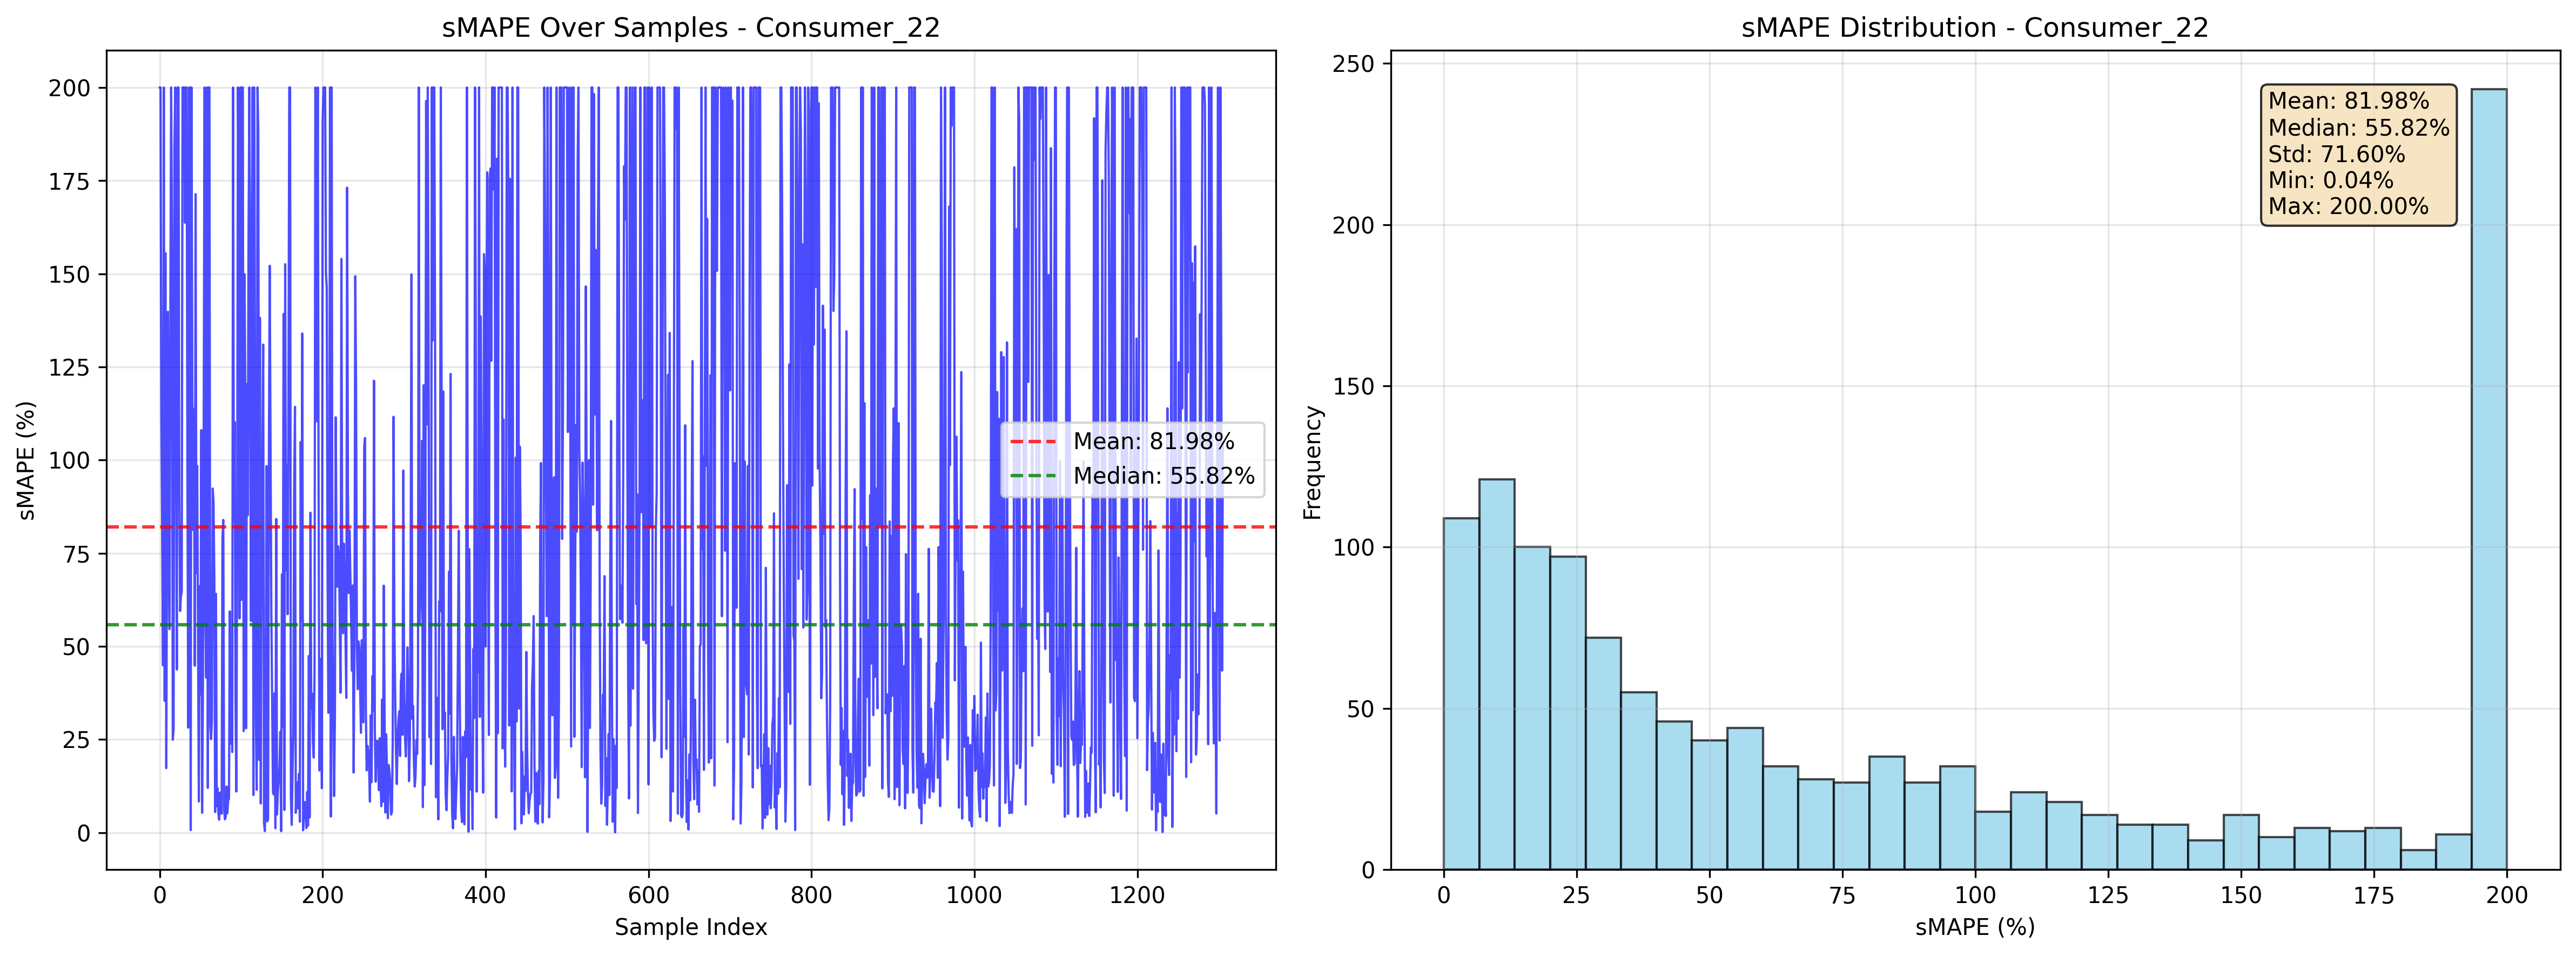 sMAPE Over Samples - Consumer_22
sMAPE (%)
200
175
150
125
100
75
50
25
0
Mean: 81.98%
Median: 55.82%
0
200
400
600
800
1000
1200
Sample Index
sMAPE Distribution - Consumer_22
Frequency
250
200
150
100
50
0
Mean: 81.98%
Median: 55.82%
Std: 71.60%
Min: 0.04%
Max: 200.00%
0
25
50
75
100
125
150
175
200
sMAPE (%)